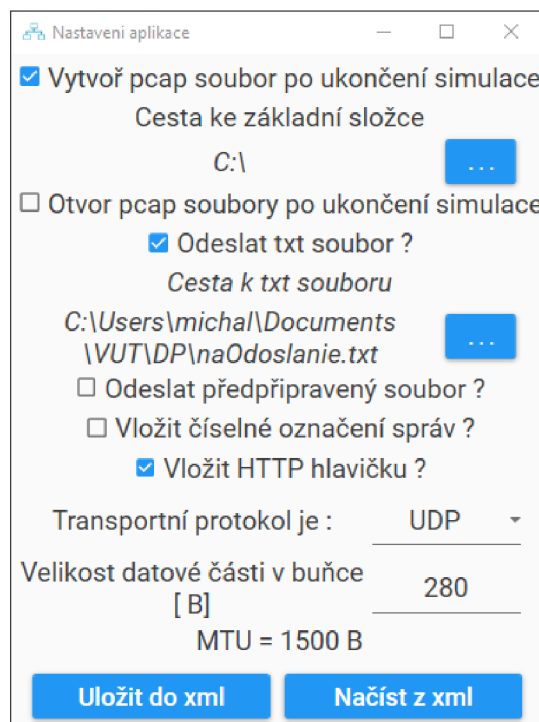 Nastaveni aplikace
Vytvoř pcap soubor po ukončení simulace
Cesta ke základní složce
C:\
...
Otvor pcap soubory po ukončení simulace
Odeslat txt soubor ?
Cesta k txt souboru
C:\Users\michal\Documents
\VUT\DP\naOdoslanie.txt
...
Odeslat předpřipravený soubor ?
Vložit číselné označení správ ?
Vložit HTTP hlavičku ?
Transportní protokol je : UDP
Velikost datové části v buňce
[ B]
280
MTU = 1500 B
Uložit do xml Načíst z xml